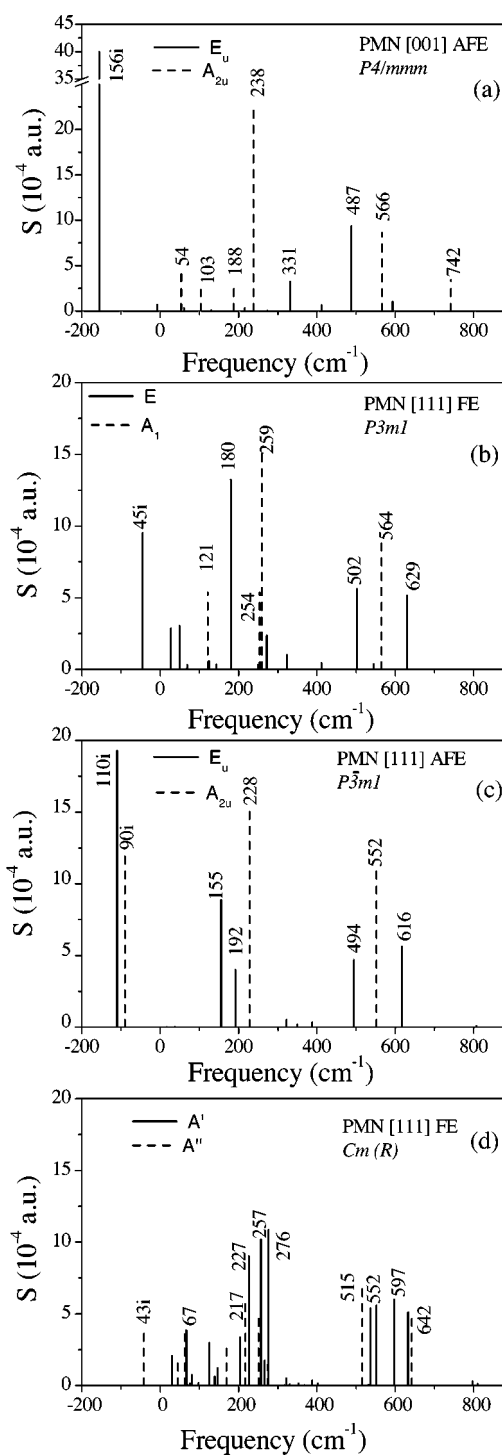 PMN [001] AFE
P4/mmm
(a)
E_u
A_2u
156i
54
103
188
238
331
487
566
742
45
40
35
20
15
10
5
0
S (10^-4 a.u.)
-200 0 200 400 600 800
Frequency (cm^-1)
PMN [111] FE
P3m1
(b)
E
A_1
45i
121
180
254
259
502
564
629
20
15
10
5
0
S (10^-4 a.u.)
-200 0 200 400 600 800
Frequency (cm^-1)
PMN [111] AFE
P3̄m1
(c)
E_u
A_2u
110i
90i
155
192
228
494
552
616
20
15
10
5
0
S (10^-4 a.u.)
-200 0 200 400 600 800
Frequency (cm^-1)
PMN [111] FE
Cm (R)
(d)
A'
A"
43i
67
217
227
257
276
515
552
597
642
20
15
10
5
0
S (10^-4 a.u.)
-200 0 200 400 600 800
Frequency (cm^-1)